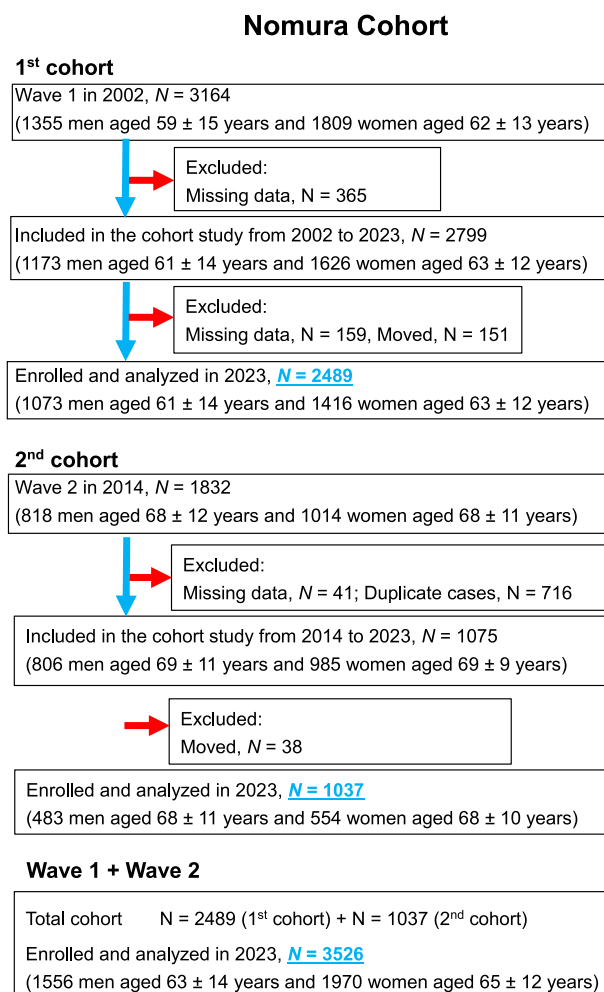 Nomura Cohort
1st cohort
Wave 1 in 2002, N = 3164
(1355 men aged 59 ± 15 years and 1809 women aged 62 ± 13 years)
Excluded:
Missing data, N = 365
Included in the cohort study from 2002 to 2023, N = 2799
(1173 men aged 61 ± 14 years and 1626 women aged 63 ± 12 years)
Excluded:
Missing data, N = 159, Moved, N = 151
Enrolled and analyzed in 2023, N = 2489
(1073 men aged 61 ± 14 years and 1416 women aged 63 ± 12 years)
2nd cohort
Wave 2 in 2014, N = 1832
(818 men aged 68 ± 12 years and 1014 women aged 68 ± 11 years)
Excluded:
Missing data, N = 41; Duplicate cases, N = 716
Included in the cohort study from 2014 to 2023, N = 1075
(806 men aged 69 ± 11 years and 985 women aged 69 ± 9 years)
Excluded:
Moved, N = 38
Enrolled and analyzed in 2023, N = 1037
(483 men aged 68 ± 11 years and 554 women aged 68 ± 10 years)
Wave 1 + Wave 2
Total cohort N = 2489 (1st cohort) + N = 1037 (2nd cohort)
Enrolled and analyzed in 2023, N = 3526
(1556 men aged 63 ± 14 years and 1970 women aged 65 ± 12 years)